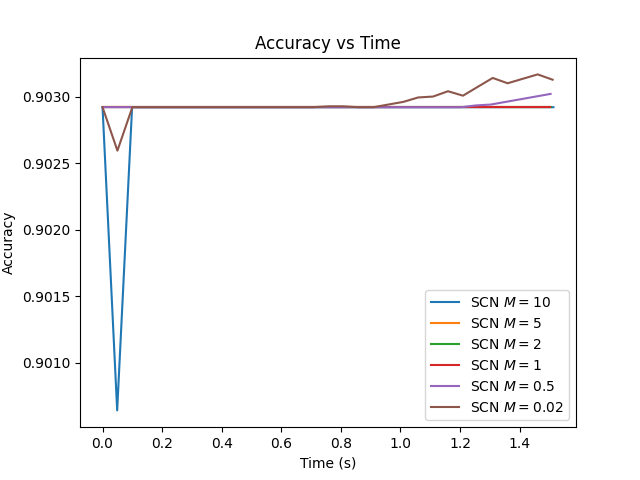 Accuracy vs Time
0.9030
0.9025
0.9020
0.9015
0.9010
Accuracy
SCN M = 10
SCN M = 5
SCN M = 2
SCN M = 1
SCN M = 0.5
SCN M = 0.02
0.0 0.2 0.4 0.6 0.8 1.0 1.2 1.4
Time (s)